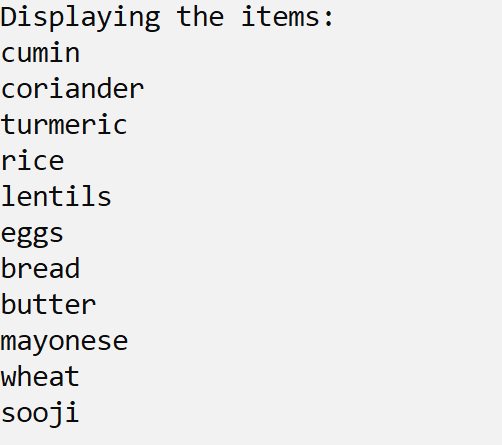 Displaying the items:
cumin
coriander
turmeric
rice
lentils
eggs
bread
butter
mayonese
wheat
sooji